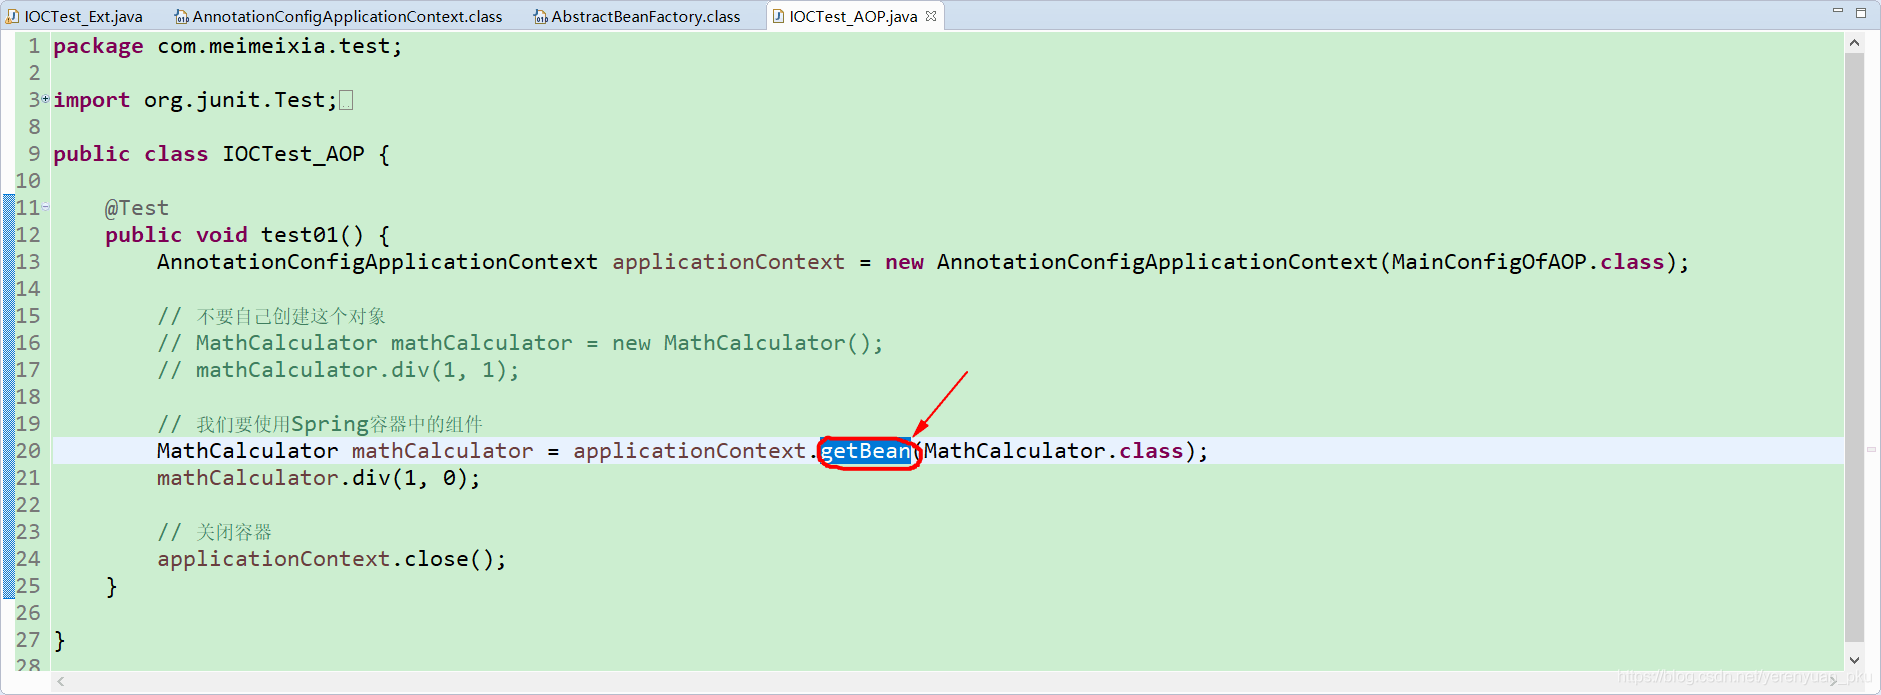 IOCTest_Ext.java AnnotationConfigApplicationContext.class AbstractBeanFactory.class IOCTest_AOP.java
1 package com.meimeixia.test;
2
3 import org.junit.Test;
8
9 public class IOCTest_AOP {
10
11 @Test
12 public void test01() {
13 AnnotationConfigApplicationContext applicationContext = new AnnotationConfigApplicationContext(MainConfigOfAOP.class);
14
15 // 不要自己创建这个对象
16 // MathCalculator mathCalculator = new MathCalculator();
17 // mathCalculator.div(1, 1);
18
19 // 我们要使用Spring容器中的组件
20 MathCalculator mathCalculator = applicationContext.getBean(MathCalculator.class);
21 mathCalculator.div(1, 0);
22
23 // 关闭容器
24 applicationContext.close();
25 }
26
27 }
28
https://blog.csdn.net/yerenyuan_pku